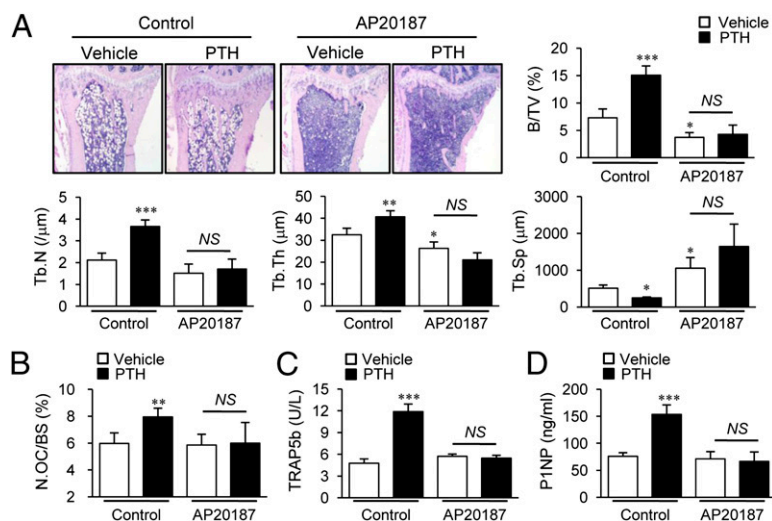 A
Control
AP20187
Vehicle
PTH
Vehicle
PTH
Vehicle
PTH
B/TV (%)
20
15
10
5
0
***
*
NS
Control
AP20187
Tb.N (/μm)
5
4
3
2
1
0
***
NS
Control
AP20187
Tb.Th (μm)
60
50
40
30
20
10
0
**
*
NS
Control
AP20187
Tb.Sp (μm)
3000
2000
1000
0
*
*
NS
Control
AP20187
B
Vehicle
PTH
N.OC/BS (%)
10
8
6
4
2
**
NS
Control
AP20187
C
Vehicle
PTH
TRAP5b (U/L)
15
12
9
6
3
0
***
NS
Control
AP20187
D
Vehicle
PTH
P1NP (ng/ml)
200
150
100
50
0
***
NS
Control
AP20187